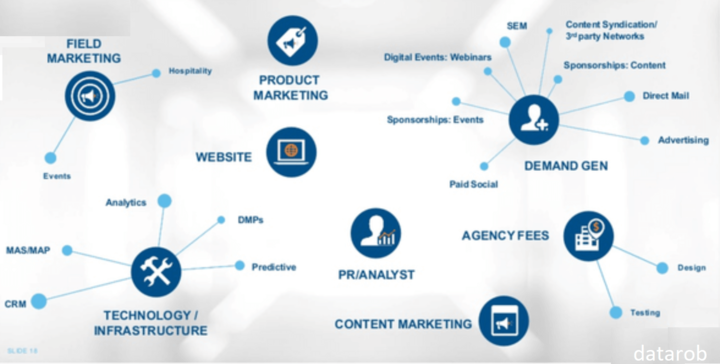 FIELD
MARKETING
Hospitality
Events
PRODUCT
MARKETING
WEBSITE
SEM
Content Syndication/
3rd party Networks
Digital Events: Webinars
Sponsorships: Content
Direct Mail
Sponsorships: Events
Advertising
Paid Social
DEMAND GEN
Analytics
DMPs
MAS/MAP
Predictive
CRM
TECHNOLOGY /
INFRASTRUCTURE
PR/ANALYST
AGENCY FEES
$
Design
Testing
CONTENT MARKETING
SLIDE 18
datarob